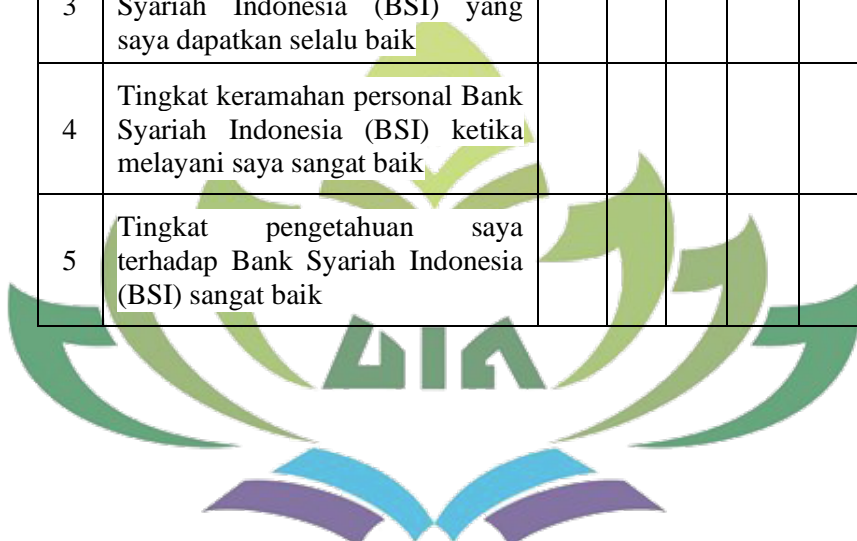 3
Syariah Indonesia (BSI) yang
saya dapatkan selalu baik
4
Tingkat keramahan personal Bank
Syariah Indonesia (BSI) ketika
melayani saya sangat baik
5
Tingkat pengetahuan saya
terhadap Bank Syariah Indonesia
(BSI) sangat baik
UIN